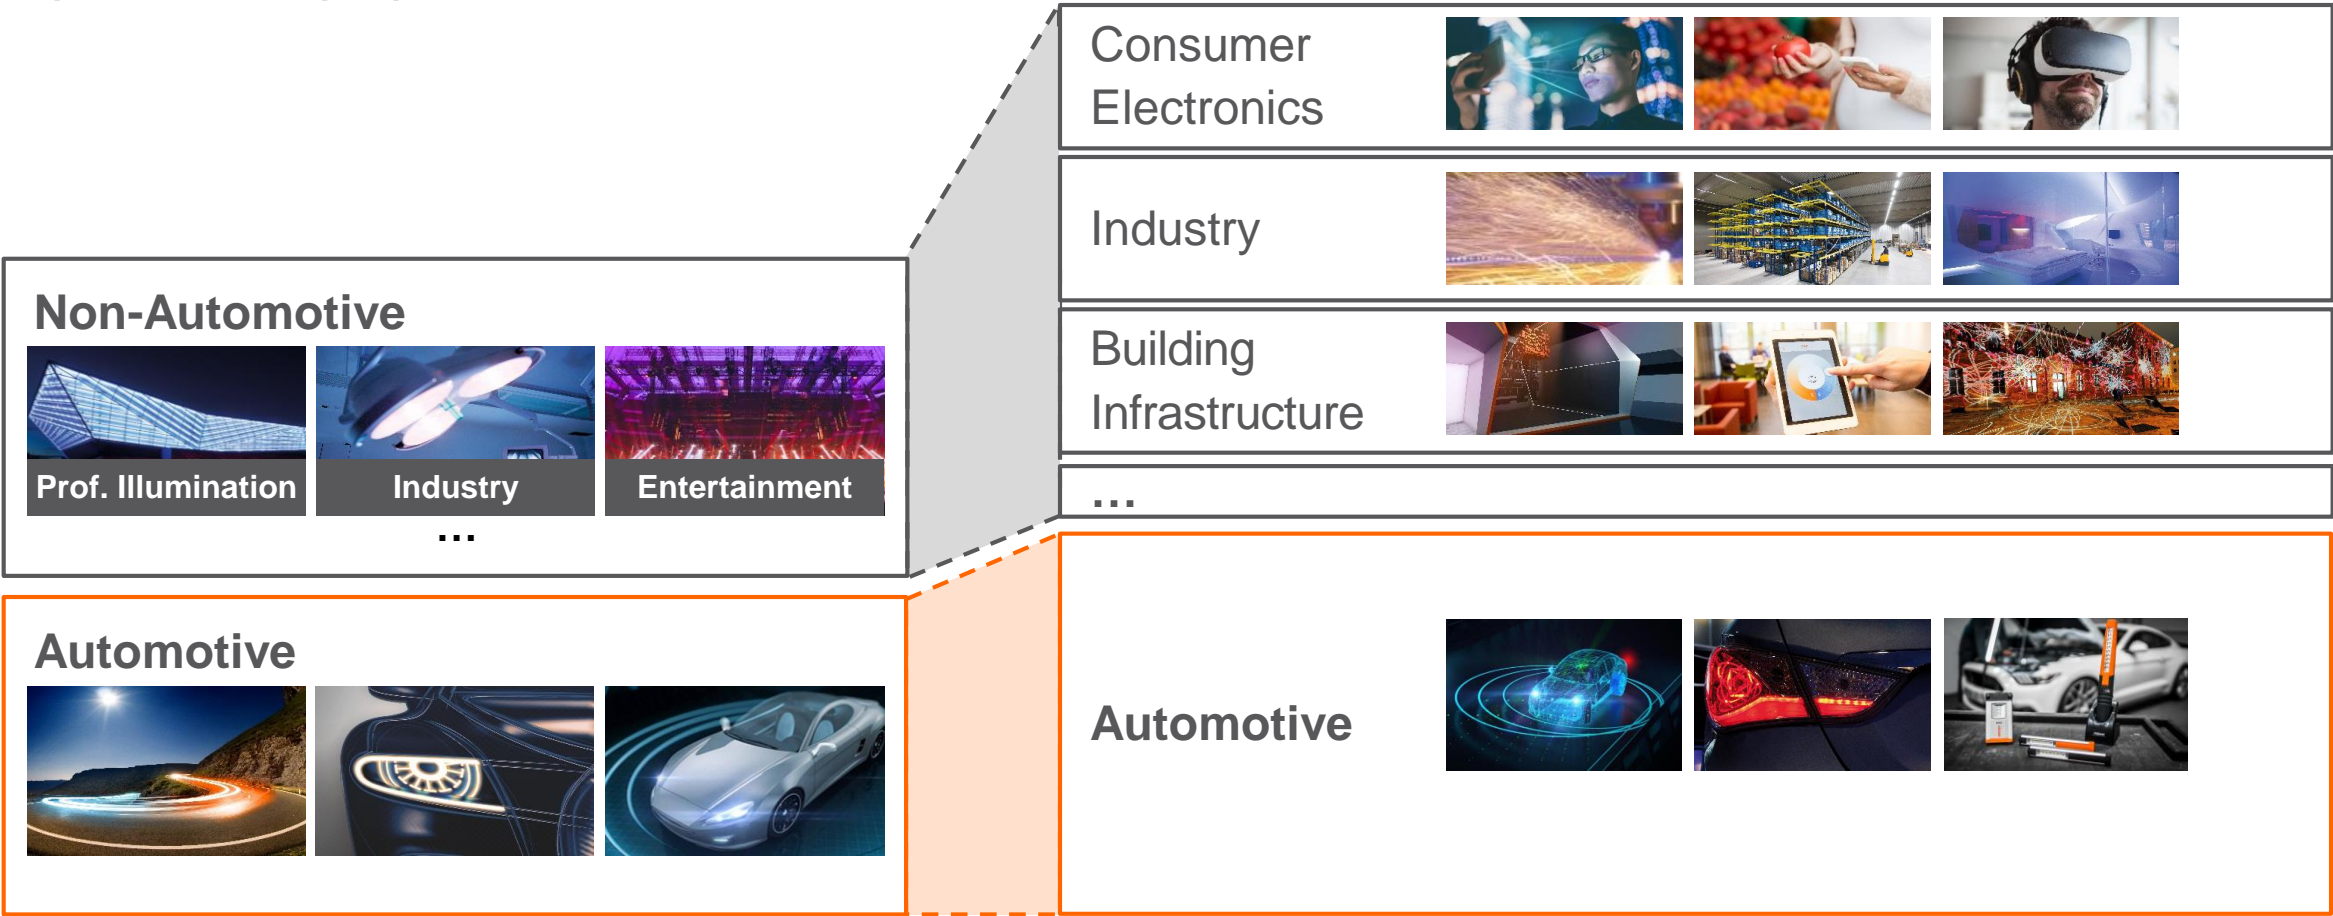 Non-Automotive
Prof. Illumination
Industry
Entertainment
...
Automotive
Consumer
Electronics
Industry
Building
Infrastructure
...
Automotive